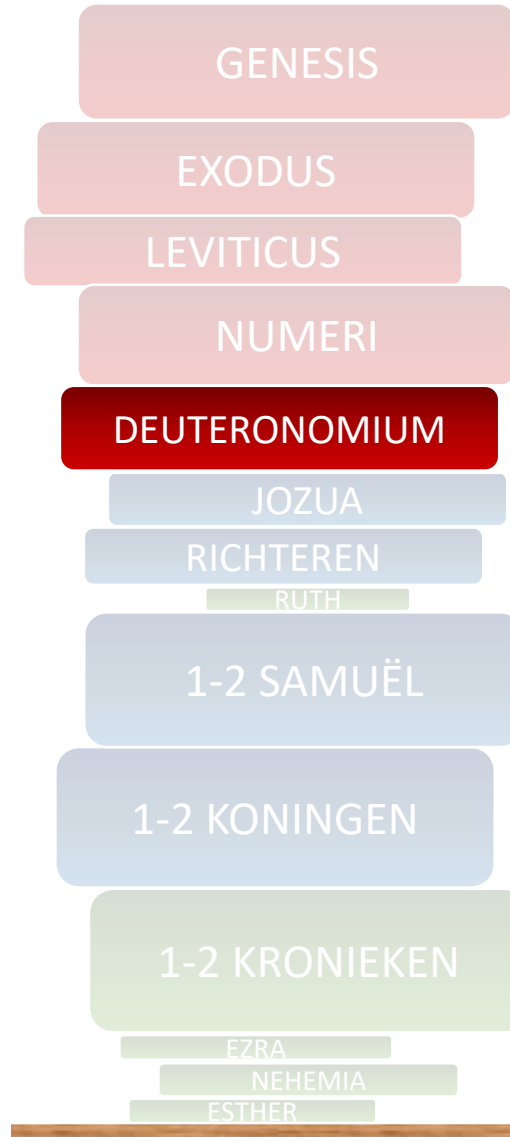 GENESIS
EXODUS
LEVITICUS
NUMERI
DEUTERONOMIUM
JOZUA
RICHTEREN
RUTH
1-2 SAMUËL
1-2 KONINGEN
1-2 KRONIEKEN
EZRA
NEHEMIA
ESTHER